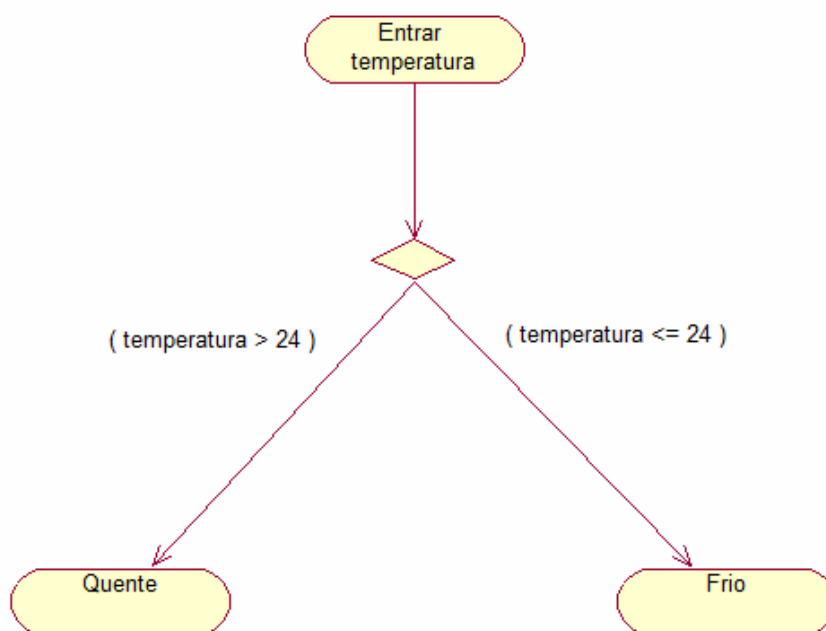 Entrar
temperatura
( temperatura > 24 )
( temperatura <= 24 )
Quente
Frio